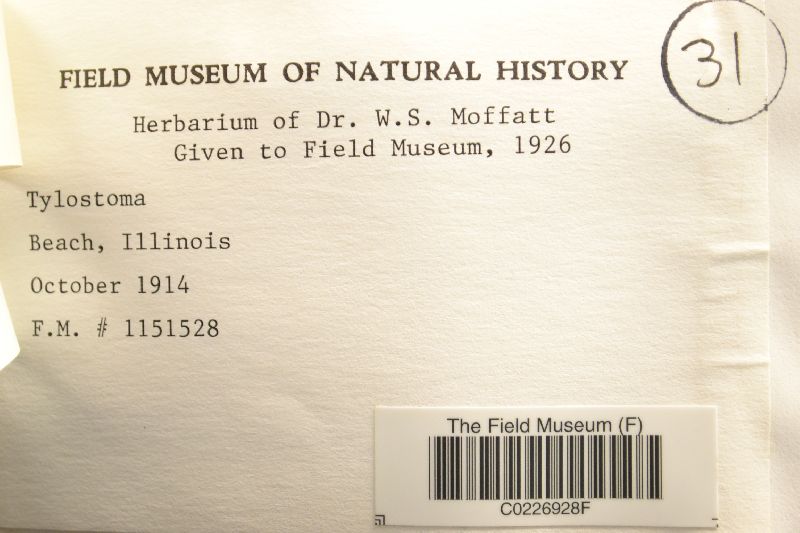 31
FIELD MUSEUM OF NATURAL HISTORY
Herbarium of Dr. W.S. Moffatt
Given to Field Museum, 1926
Tylostoma
Beach, Illinois
October 1914
F.M. # 1151528
The Field Museum (F)
C0226928F